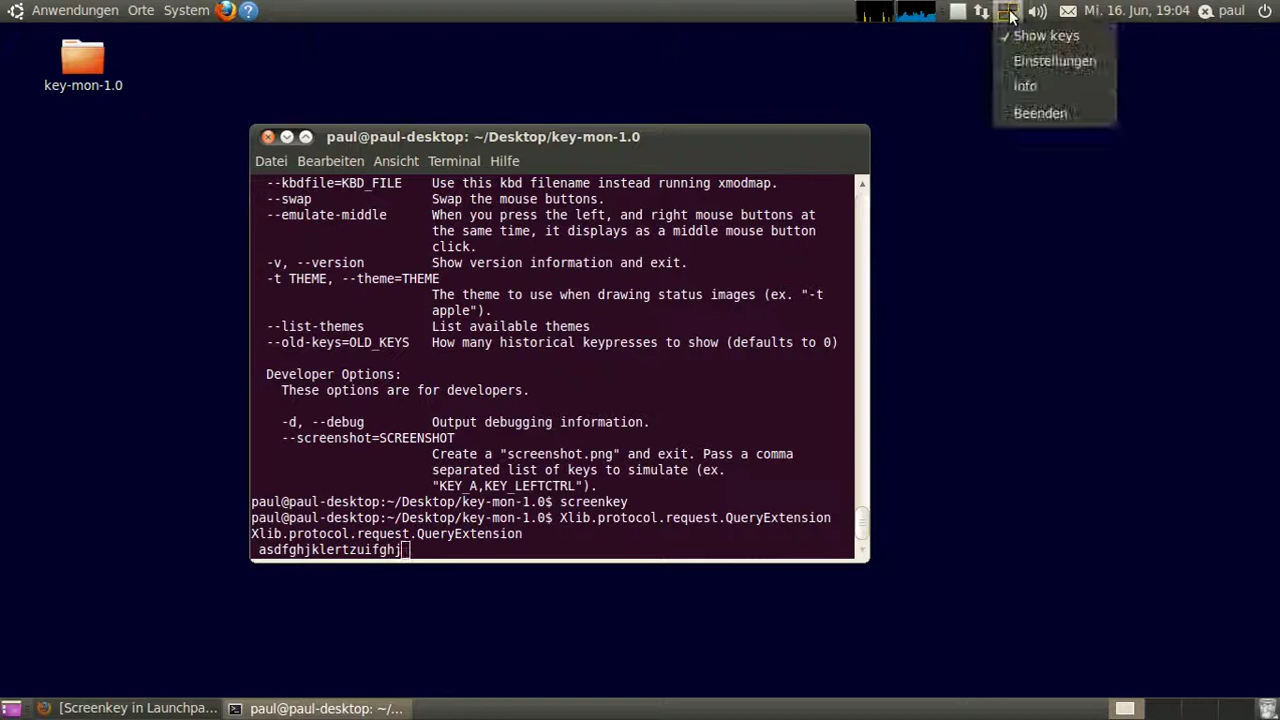 Anwendungen Orte System Mi. 16. Jun, 19:04 paul
Show keys
Einstellungen
Info
Beenden
key-mon-1.0
paul@paul-desktop: ~/Desktop/key-mon-1.0
Datei Bearbeiten Ansicht Terminal Hilfe
--kbdfile=KBD_FILE Use this kbd filename instead running xmodmap.
--swap Swap the mouse buttons.
--emulate-middle When you press the left, and right mouse buttons at
the same time, it displays as a middle mouse button
click.
-v, --version Show version information and exit.
-t THEME, --theme=THEME
The theme to use when drawing status images (ex. "-t
apple").
--list-themes List available themes
--old-keys=OLD_KEYS How many historical keypresses to show (defaults to 0)
Developer Options:
These options are for developers.
-d, --debug Output debugging information.
--screenshot=SCREENSHOT
Create a "screenshot.png" and exit. Pass a comma
separated list of keys to simulate (ex.
"KEY_A,KEY_LEFTCTRL").
paul@paul-desktop:~/Desktop/key-mon-1.0$ screenkey
paul@paul-desktop:~/Desktop/key-mon-1.0$ Xlib.protocol.request.QueryExtension
Xlib.protocol.request.QueryExtension
asdfghjklertzuifghj
[Screenkey in Launchpa... paul@paul-desktop: ~/...